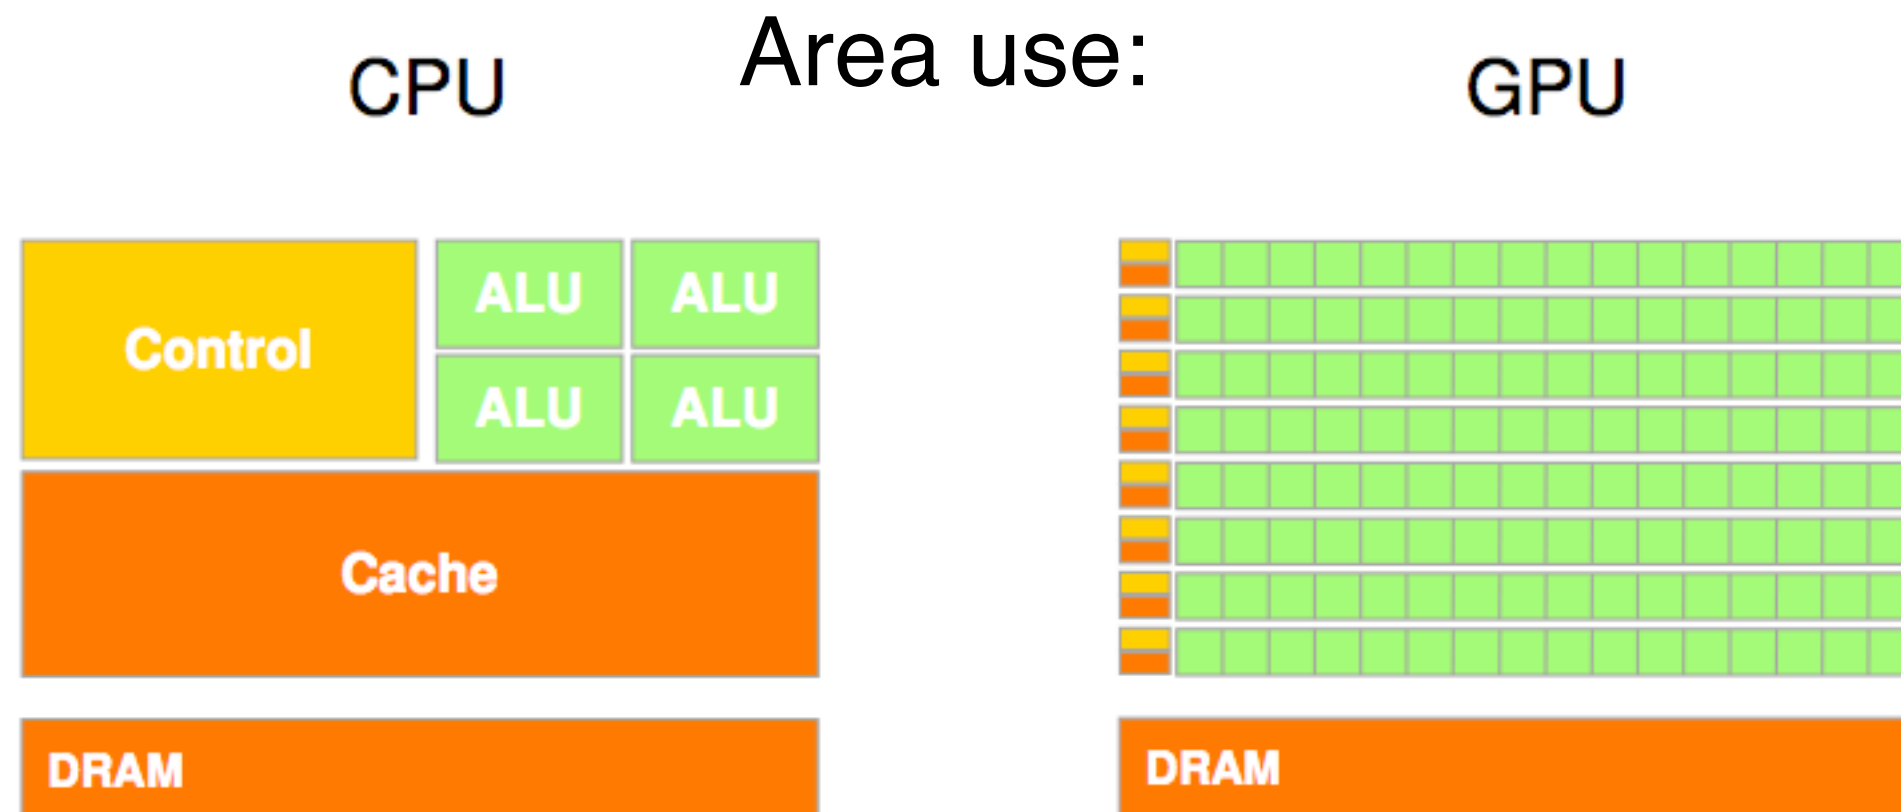 Area use:
CPU
GPU
Control
ALU ALU
ALU ALU
Cache
DRAM
DRAM